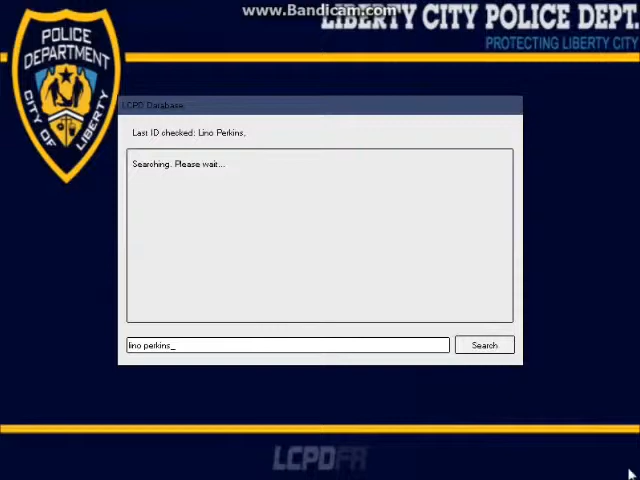 www.Bandicam.com
LIBERTY CITY POLICE DEPT.
PROTECTING LIBERTY CITY
POLICE
DEPARTMENT
CITY OF LIBERTY
LCPD Database
Last ID checked: Lino Perkins,
Searching. Please wait...
lino perkins_
Search
LCPDFR